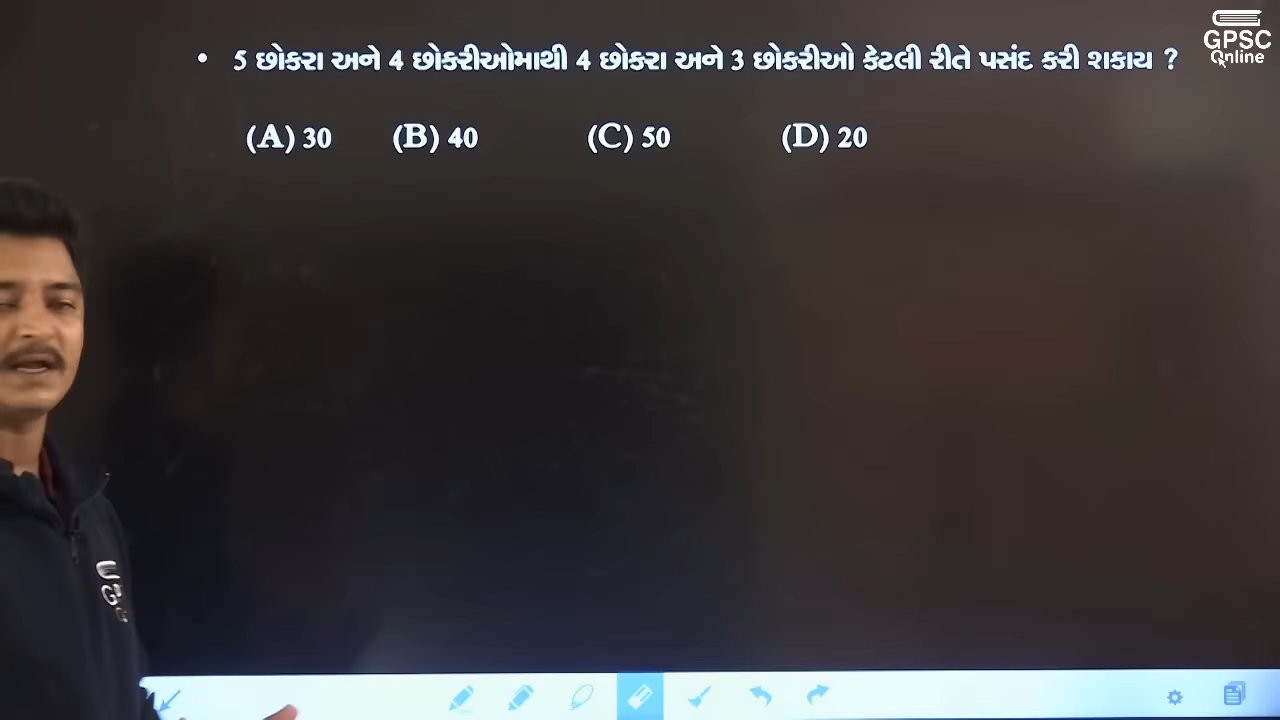 GPSC
Online
• 5 છોકરા અને 4 છોકરીઓમાથી 4 છોકરા અને 3 છોકરીઓ કેટલી રીતે પસંદ કરી શકાય ?
(A) 30 (B) 40 (C) 50 (D) 20